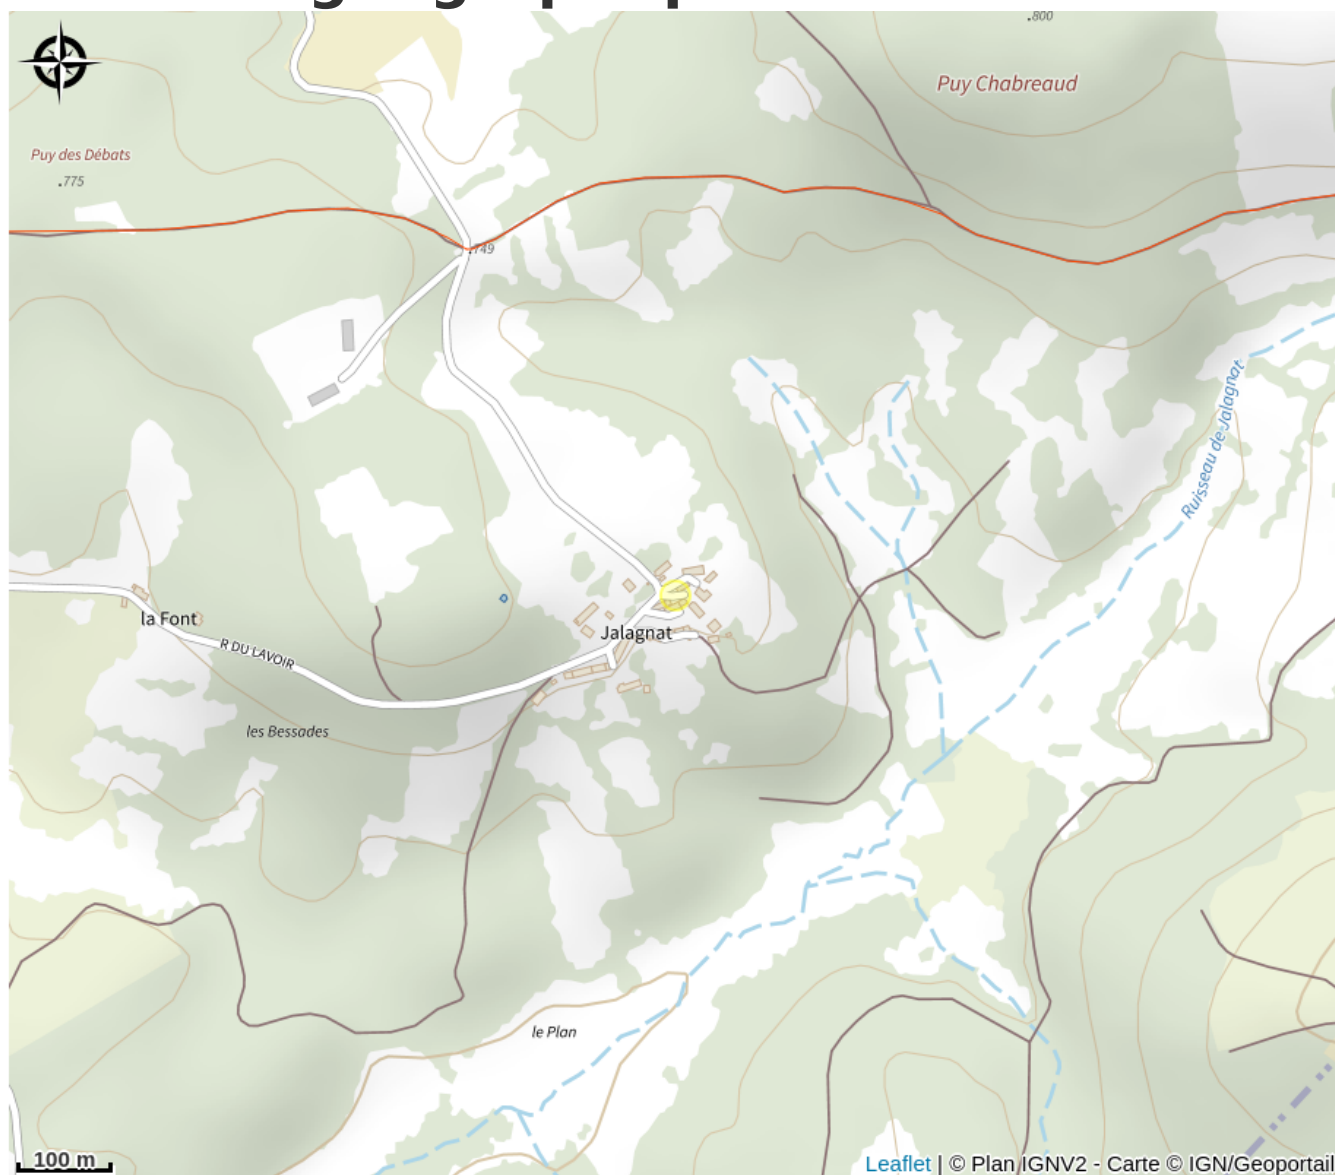 .800
Puy Chabreaud
Puy des Débats
.775
.749
Ruisseau de Jalagnat
la Font
Jalagnat
R DU LAVOIR
les Bessades
le Plan
100 m
Leaflet | © Plan IGNV2 - Carte © IGN/Geoportail